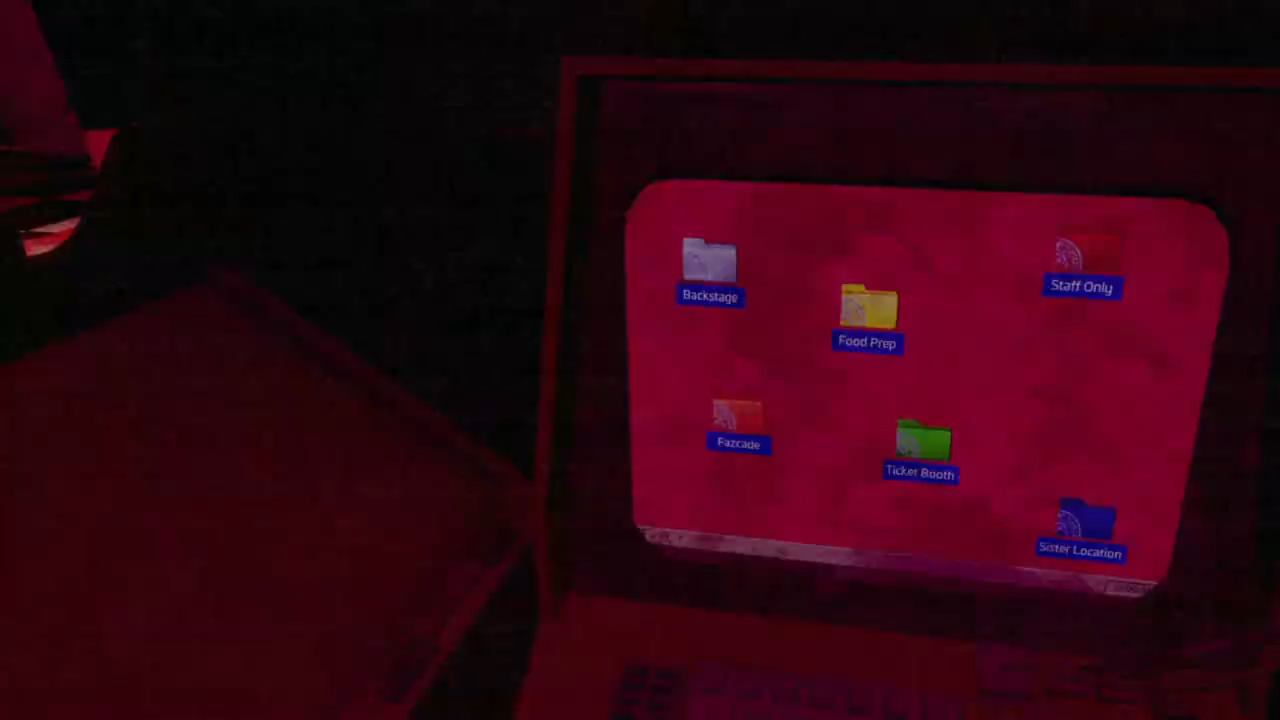 Backstage
Staff Only
Food Prep
Fazcade
Ticket Booth
Sister Location